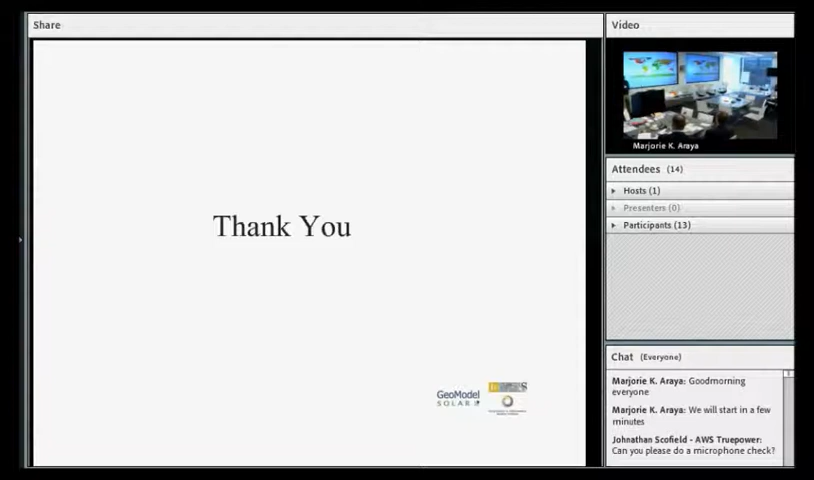 Share
Thank You
GeoModel
SOLAR
Video
Marjorie K. Araya
Attendees (14)
Hosts (1)
Presenters (0)
Participants (13)
Chat (Everyone)
Marjorie K. Araya: Goodmorning
everyone
Marjorie K. Araya: We will start in a few
minutes
Johnathan Scofield - AWS Truepower:
Can you please do a microphone check?